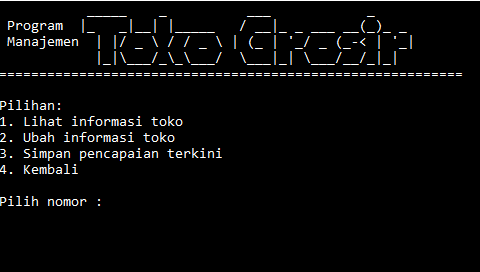 Program Manajemen Toko Grosir
Pilihan:
1. Lihat informasi toko
2. Ubah informasi toko
3. Simpan pencapaian terkini
4. Kembali
Pilih nomor :